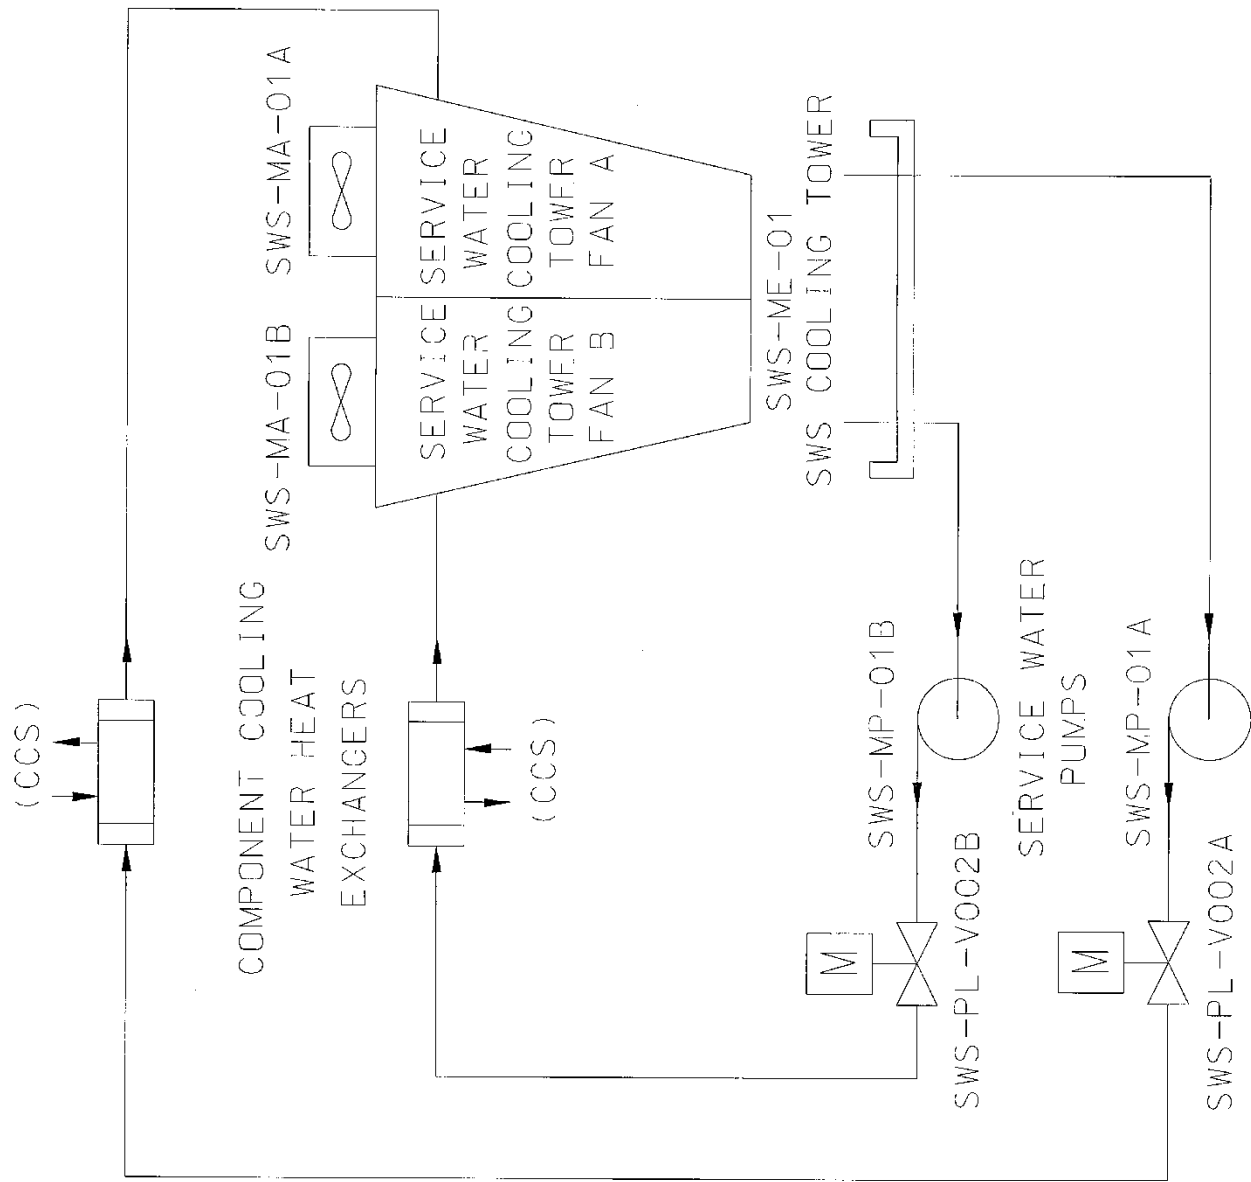 (CCS)
COMPONENT COOLING
WATER HEAT
EXCHANGERS
(CCS)
SWS-MA-01B
SWS-MA-01A
SERVICE
WATER
COOLING
TOWER
FAN B
SERVICE
WATER
COOLING
TOWER
FAN A
SWS-ME-01
SWS COOLING TOWER
M
SWS-PL-V002B
SWS-MP-01B
SERVICE WATER
PUMPS
M
SWS-PL-V002A
SWS-MP-01A